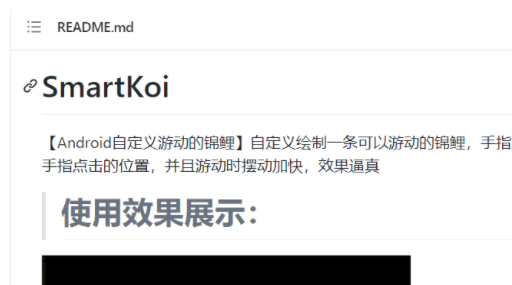 README.md
SmartKoi
【Android自定义游动的锦鲤】自定义绘制一条可以游动的锦鲤，手指
手指点击的位置，并且游动时摆动加快，效果逼真
使用效果展示：